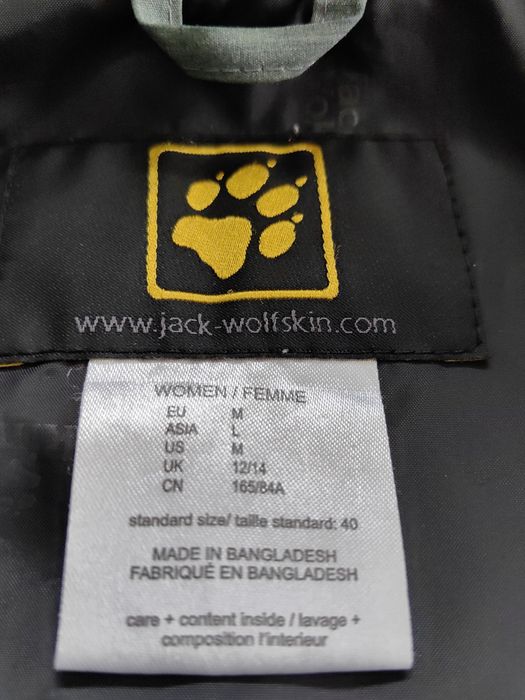 www.jack-wolfskin.com
WOMEN / FEMME
EU M
ASIA L
US M
UK 12/14
CN 165/84A
standard size/ taille standard: 40
MADE IN BANGLADESH
FABRIQUÉ EN BANGLADESH
care + content inside / lavage +
composition l'interieur